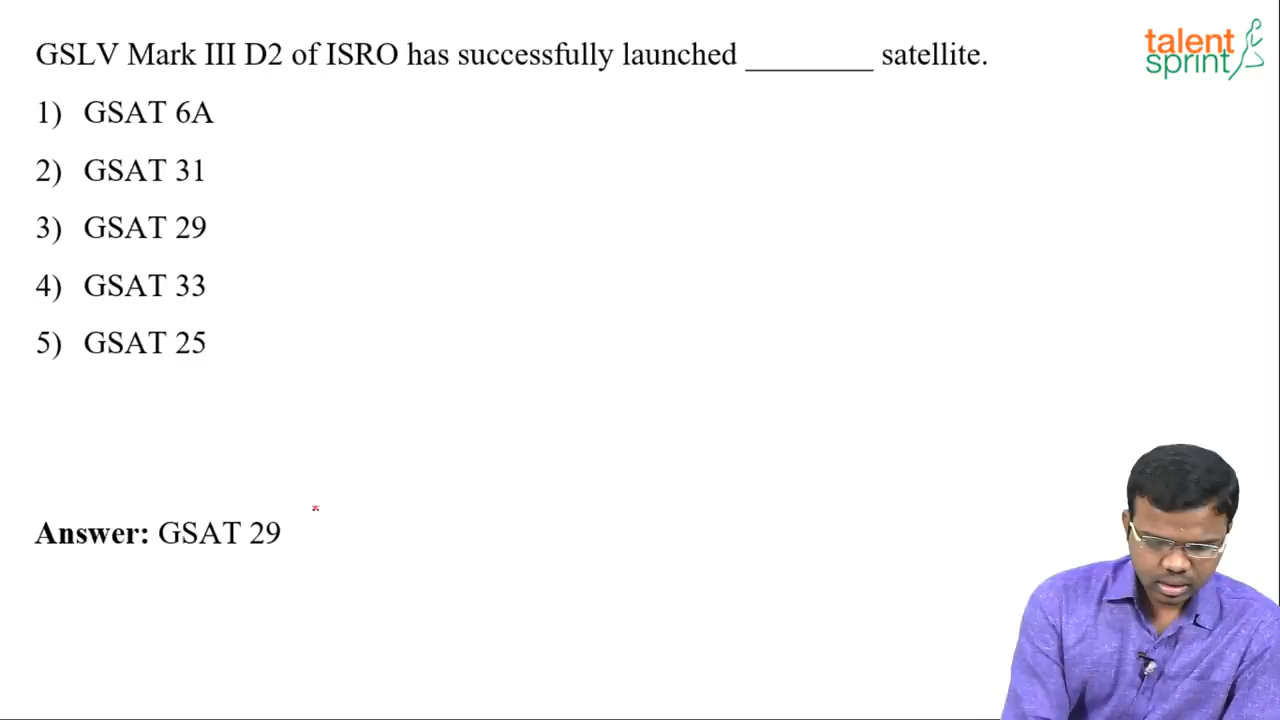 GSLV Mark III D2 of ISRO has successfully launched ________ satellite.
talent
sprint
1) GSAT 6A
2) GSAT 31
3) GSAT 29
4) GSAT 33
5) GSAT 25
Answer: GSAT 29